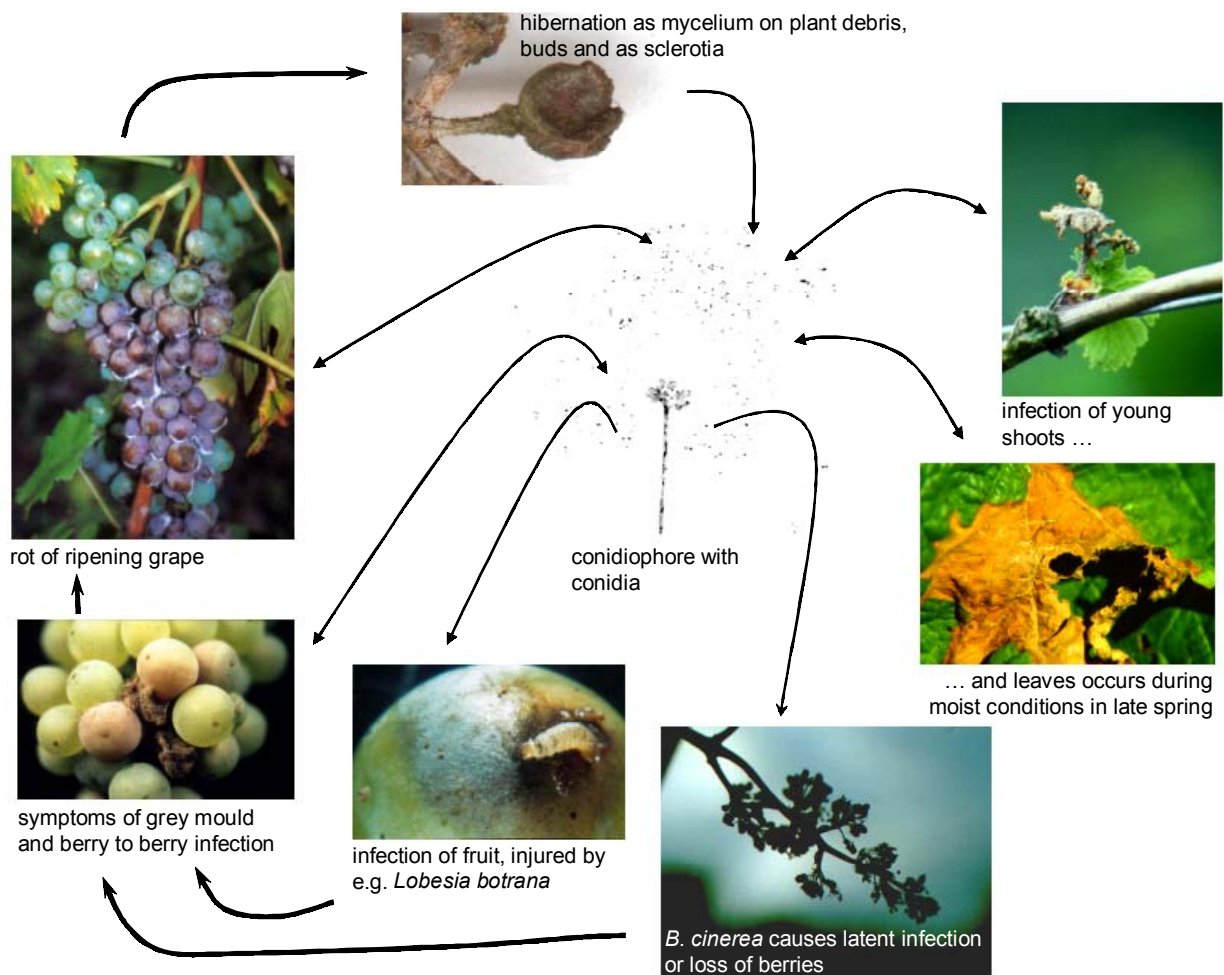 hibernation as mycelium on plant debris,
buds and as sclerotia
infection of young
shoots …
rot of ripening grape
conidiophore with
conidia
… and leaves occurs during
moist conditions in late spring
symptoms of grey mould
and berry to berry infection
infection of fruit, injured by
e.g. Lobesia botrana
B. cinerea causes latent infection
or loss of berries